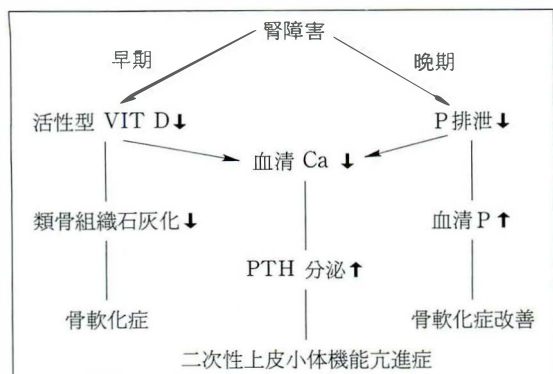 腎障害
早期
晩期
活性型 VIT D↓
P排泄↓
血清 Ca ↓
類骨組織石灰化↓
血清P↑
PTH 分泌↑
骨軟化症
骨軟化症改善
二次性上皮小体機能亢進症